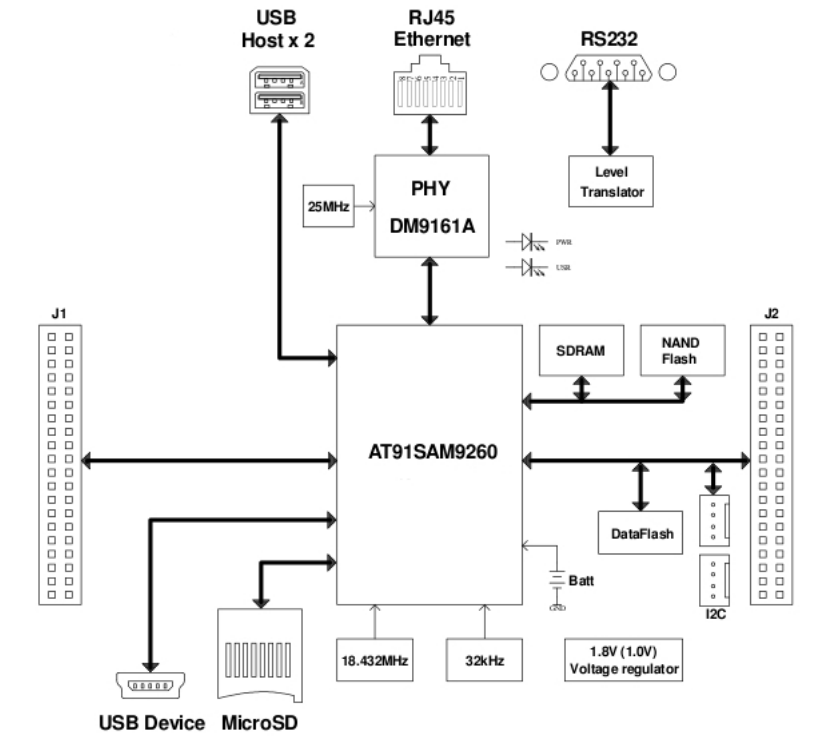 USB
Host x 2
RJ45
Ethernet
RS232
Level
Translator
25MHz
PHY
DM9161A
PWR
USB
J1
J2
SDRAM
NAND
Flash
AT91SAM9260
DataFlash
Batt
GND
I2C
18.432MHz
32kHz
1.8V (1.0V)
Voltage regulator
USB Device
MicroSD